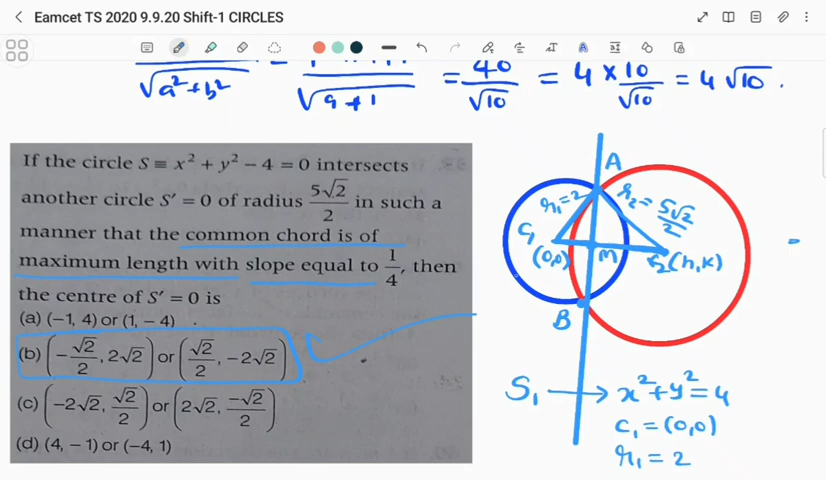 Eamcet TS 2020 9.9.20 Shift-1 CIRCLES
√a²+b² = √9+1 = 40/√10 = 4 × 10/√10 = 4√10.
If the circle S ≡ x² + y² − 4 = 0 intersects
another circle S′ = 0 of radius 5√2/2 in such a
manner that the common chord is of
maximum length with slope equal to 1/4, then
the centre of S′ = 0 is
(a) (−1, 4) or (1, −4)
(b) (−√2/2, 2√2) or (√2/2, −2√2)
(c) (−2√2, √2/2) or (2√2, −√2/2)
(d) (4, −1) or (−4, 1)
A
r₁=2
r₂=5√2/2
C₁
(0,0)
M
C₂(h,k)
B
S₁ → x²+y²=4
C₁=(0,0)
r₁=2